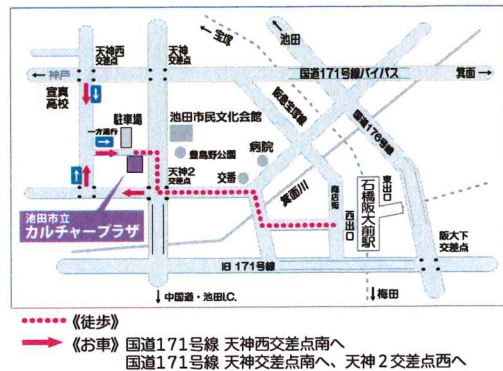 天神西
交差点
天神
交差点
宝塚
池田
神戸
国道171号線バイパス
箕面
宣真
高校
駐車場
一方通行
池田市民文化会館
阪急宝塚線
国道176号線
豊島野公園
病院
天神2
交差点
交番
箕面川
商店街
西出口
石橋阪大前駅
東出口
池田市立
カルチャープラザ
阪大下
交差点
旧 171号線
中国道・池田I.C.
梅田
《徒歩》
《お車》 国道171号線 天神西交差点南へ
国道171号線 天神交差点南へ、天神2交差点西へ